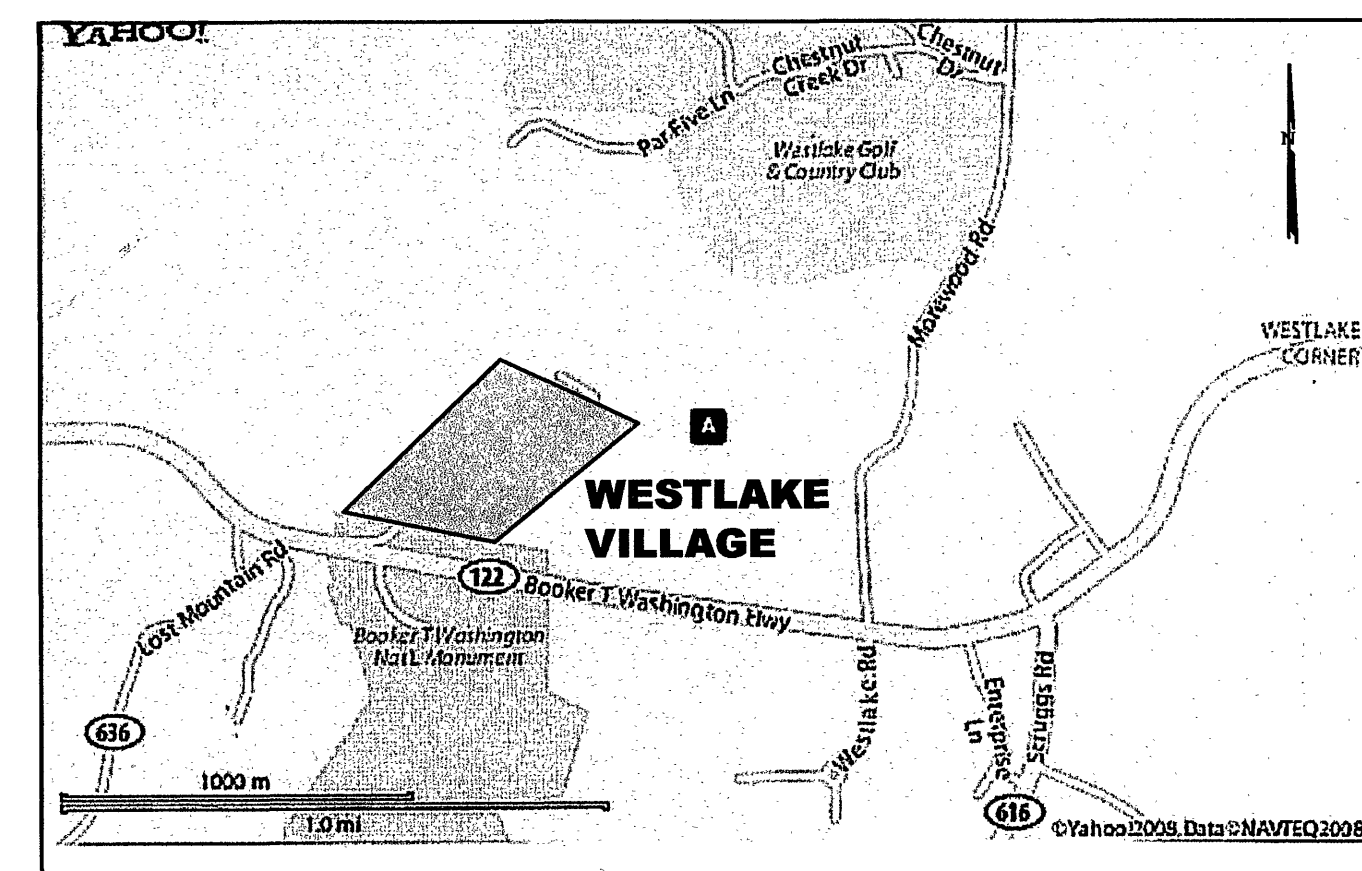 YAHOO!
Chestnut
Creek Dr
Chestnut
Dr
Par Five Ln
Westlake Golf
& Country Club
N
Morewood Rd
WESTLAKE
CORNER
A
WESTLAKE
VILLAGE
122
Booker T Washington Hwy
Lost Mountain Rd
Booker T Washington
Nat'L Monument
636
Westlake Rd
Enterprise
Ln
Scruggs Rd
1000 m
1.0 mi
616
©Yahoo!2009, Data©NAVTEQ2008